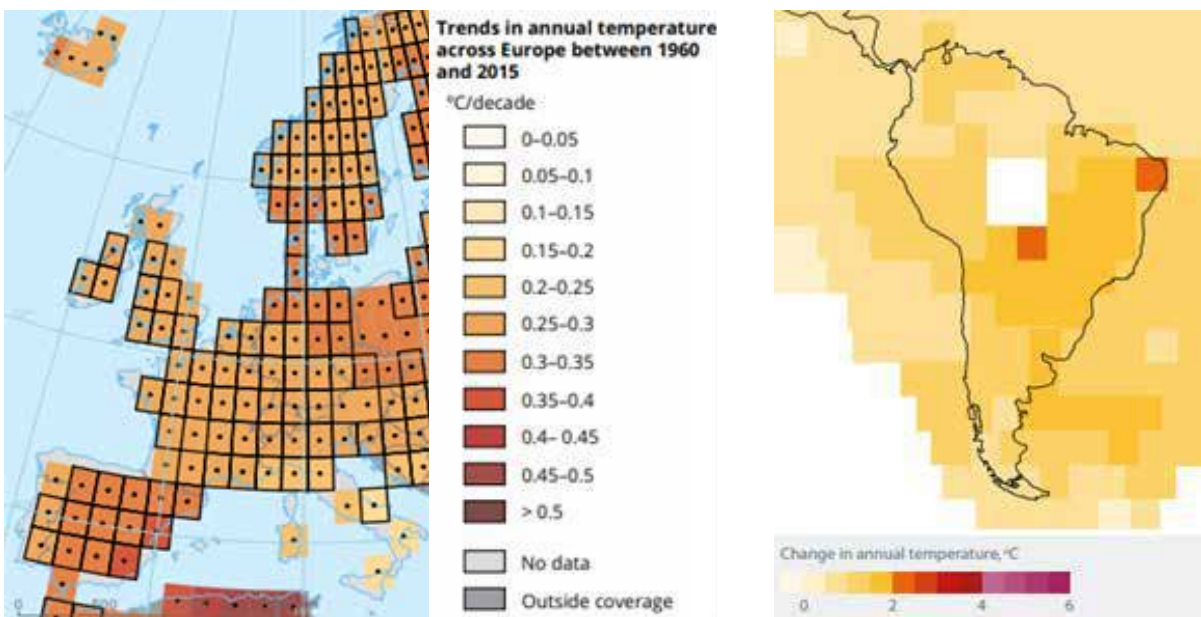 Trends in annual temperature
across Europe between 1960
and 2015
°C/decade
0–0.05
0.05–0.1
0.1–0.15
0.15–0.2
0.2–0.25
0.25–0.3
0.3–0.35
0.35–0.4
0.4– 0.45
0.45–0.5
> 0.5
No data
Outside coverage
0
Change in annual temperature, °C
0 2 4 6